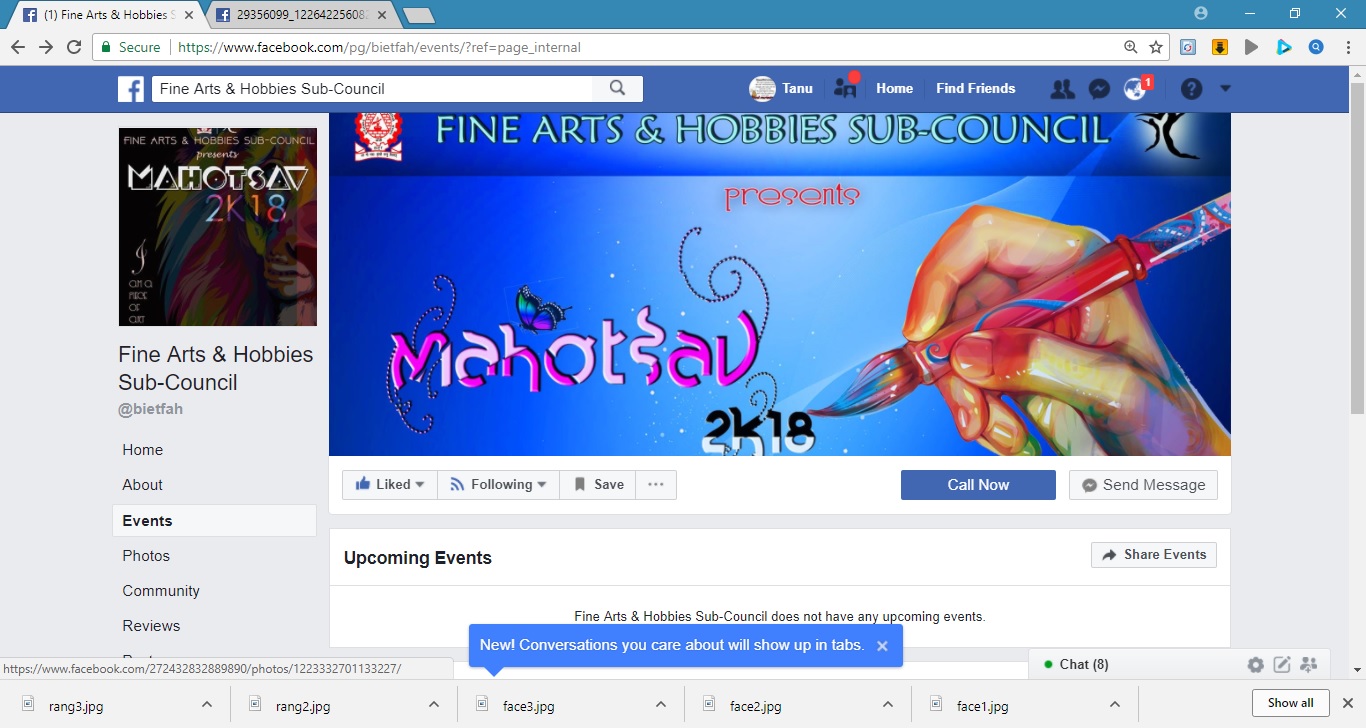 (1) Fine Arts & Hobbies S
29356099_122642256082
Secure
https://www.facebook.com/pg/bietfah/events/?ref=page_internal
Fine Arts & Hobbies Sub-Council
Tanu
Home
Find Friends
1
FINE ARTS & HOBBIES SUB-COUNCIL
presents
MAHOTSAV
2K18
I
AM A
PIECE
OF
ART
FINE ARTS & HOBBIES SUB-COUNCIL
presents
Mahotsav
2k18
Fine Arts & Hobbies
Sub-Council
@bietfah
Home
About
Events
Photos
Community
Reviews
Liked
Following
Save
Call Now
Send Message
Upcoming Events
Share Events
Fine Arts & Hobbies Sub-Council does not have any upcoming events.
New! Conversations you care about will show up in tabs.
https://www.facebook.com/272432832889890/photos/1223332701133227/
Chat (8)
rang3.jpg
rang2.jpg
face3.jpg
face2.jpg
face1.jpg
Show all